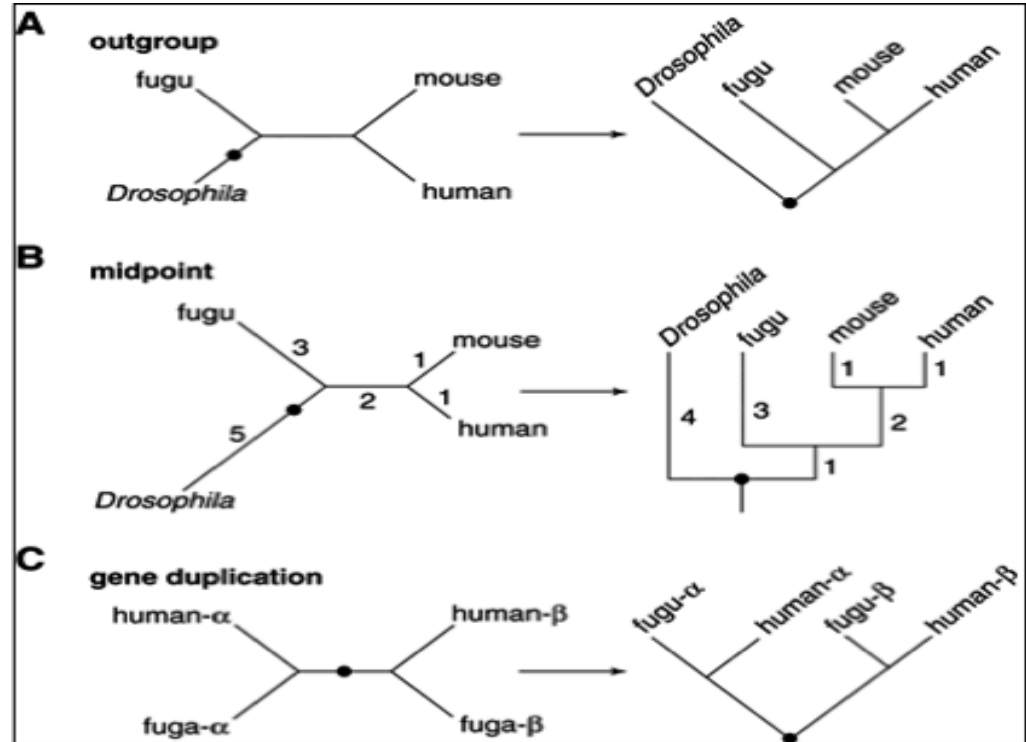 A
outgroup
fugu
mouse
Drosophila
human
Drosophila
fugu
mouse
human
B
midpoint
fugu
3
1
mouse
2
1
human
5
Drosophila
Drosophila
fugu
mouse
human
1
1
4
3
2
1
C
gene duplication
human-α
human-β
fuga-α
fuga-β
fugu-α
human-α
fugu-β
human-β